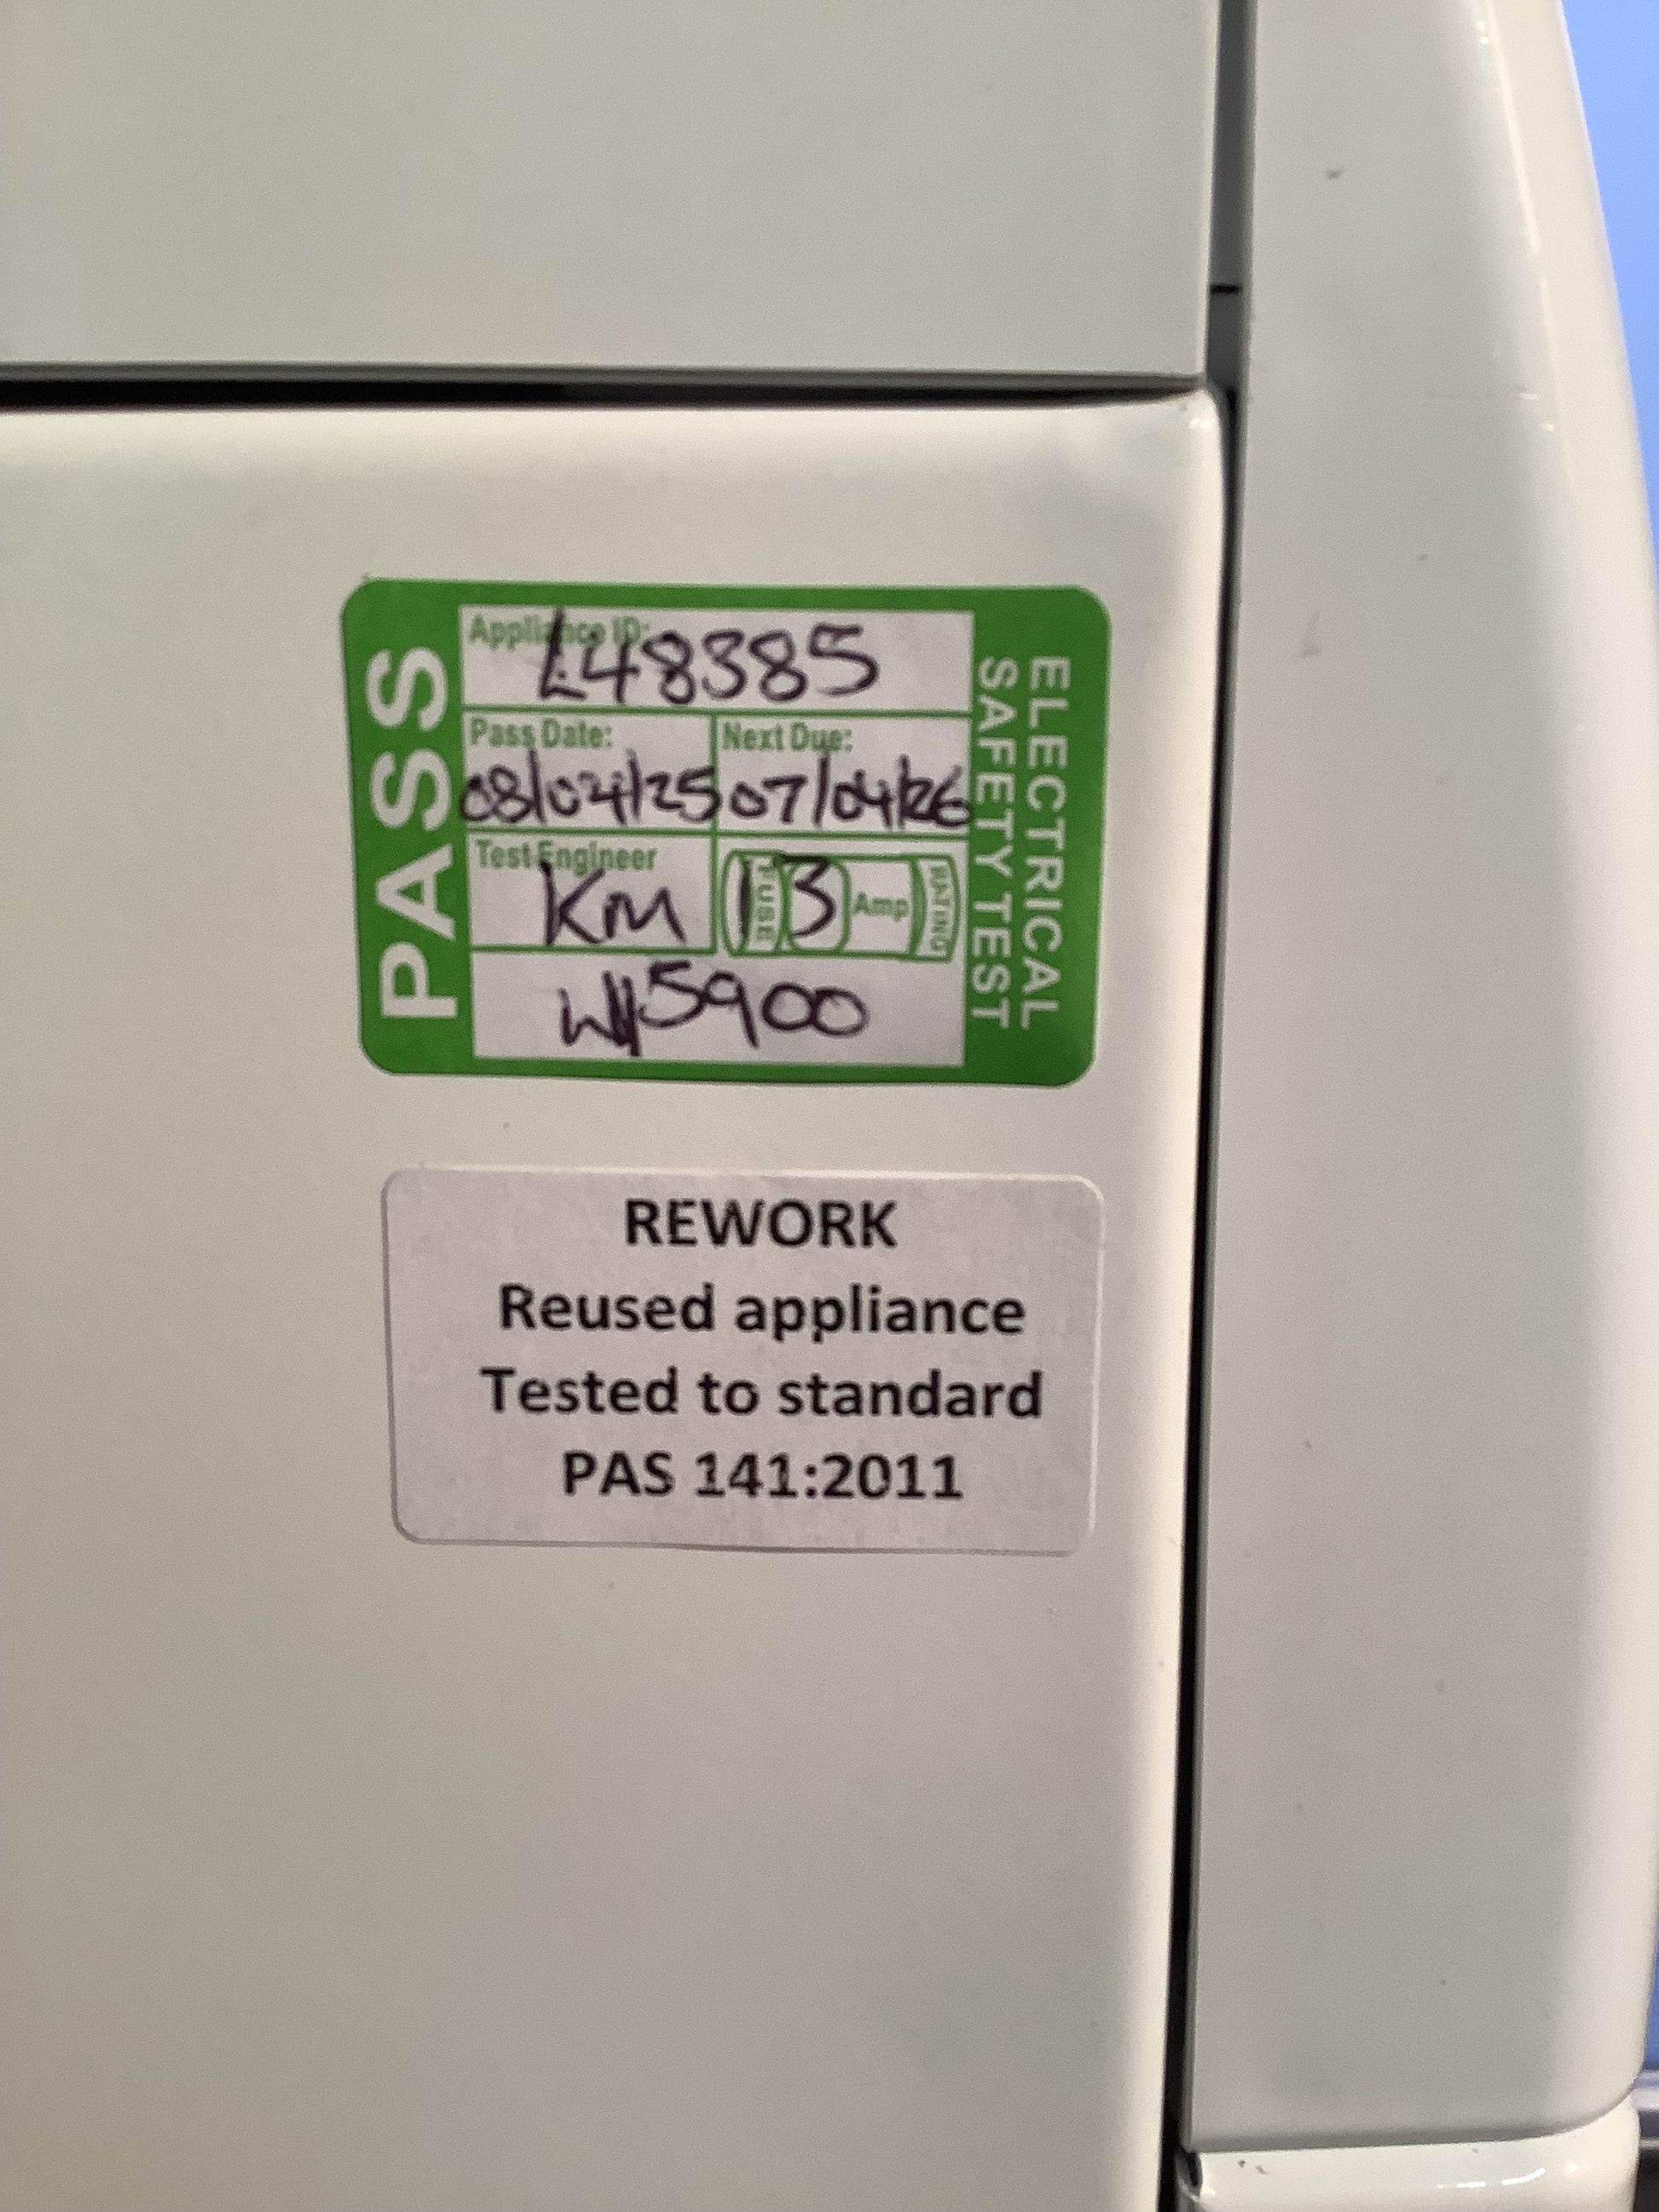 PASS
Appliance ID:
L48385
Pass Date:
08/04/25
Next Due:
07/04/26
Test Engineer
KM
FUSE 13 Amp RATING
W15900
ELECTRICAL
SAFETY TEST
REWORK
Reused appliance
Tested to standard
PAS 141:2011